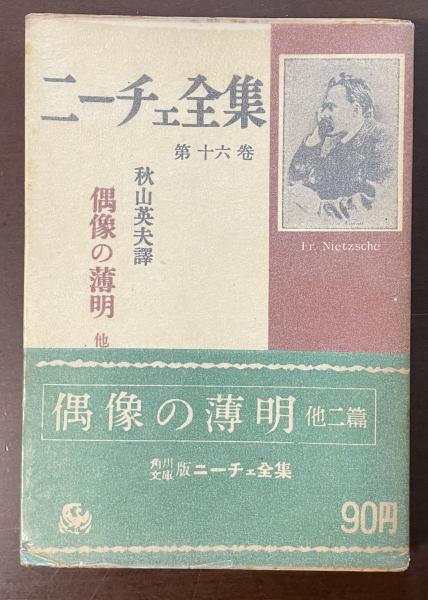 ニーチェ全集
第十六卷
秋山英夫譯
偶像の薄明 他
Fr. Nietzsche
偶像の薄明 他二篇
角川文庫版ニーチェ全集
90円